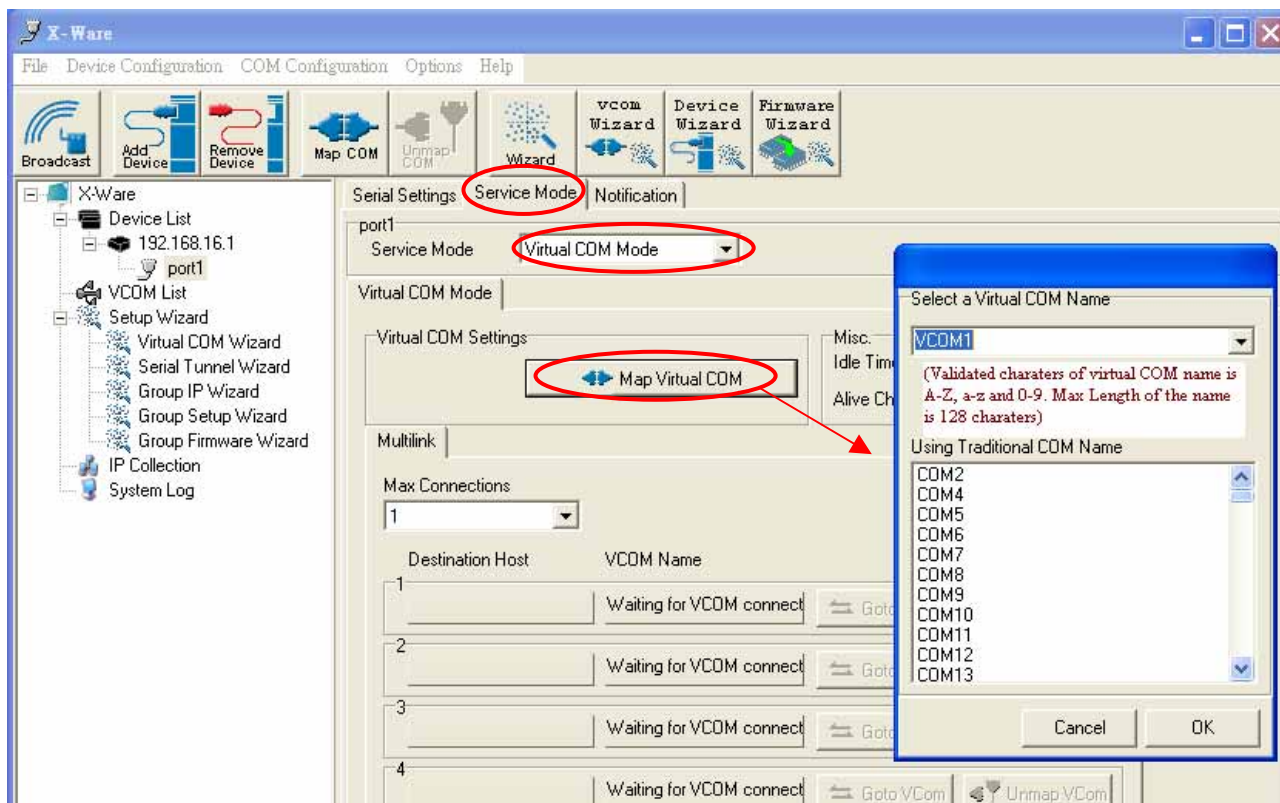 X-Ware
File Device Configuration COM Configuration Options Help
Broadcast
Add Device
Remove Device
Map COM
Unmap COM
Wizard
vcom Wizard
Device Wizard
Firmware Wizard
X-Ware
Device List
192.168.16.1
port1
VCOM List
Setup Wizard
Virtual COM Wizard
Serial Tunnel Wizard
Group IP Wizard
Group Setup Wizard
Group Firmware Wizard
IP Collection
System Log
Serial Settings Service Mode Notification
port1
Service Mode Virtual COM Mode
Virtual COM Mode
Virtual COM Settings
Map Virtual COM
Misc.
Idle Time
Alive Ch
Multilink
Max Connections
1
Destination Host VCOM Name
1
Waiting for VCOM connect Goto
2
Waiting for VCOM connect Goto
3
Waiting for VCOM connect Goto
4
Waiting for VCOM connect Goto VCom Unmap VCom
Select a Virtual COM Name
VCOM1
(Validated charaters of virtual COM name is
A-Z, a-z and 0-9. Max Length of the name
is 128 charaters)
Using Traditional COM Name
COM2
COM4
COM5
COM6
COM7
COM8
COM9
COM10
COM11
COM12
COM13
Cancel OK